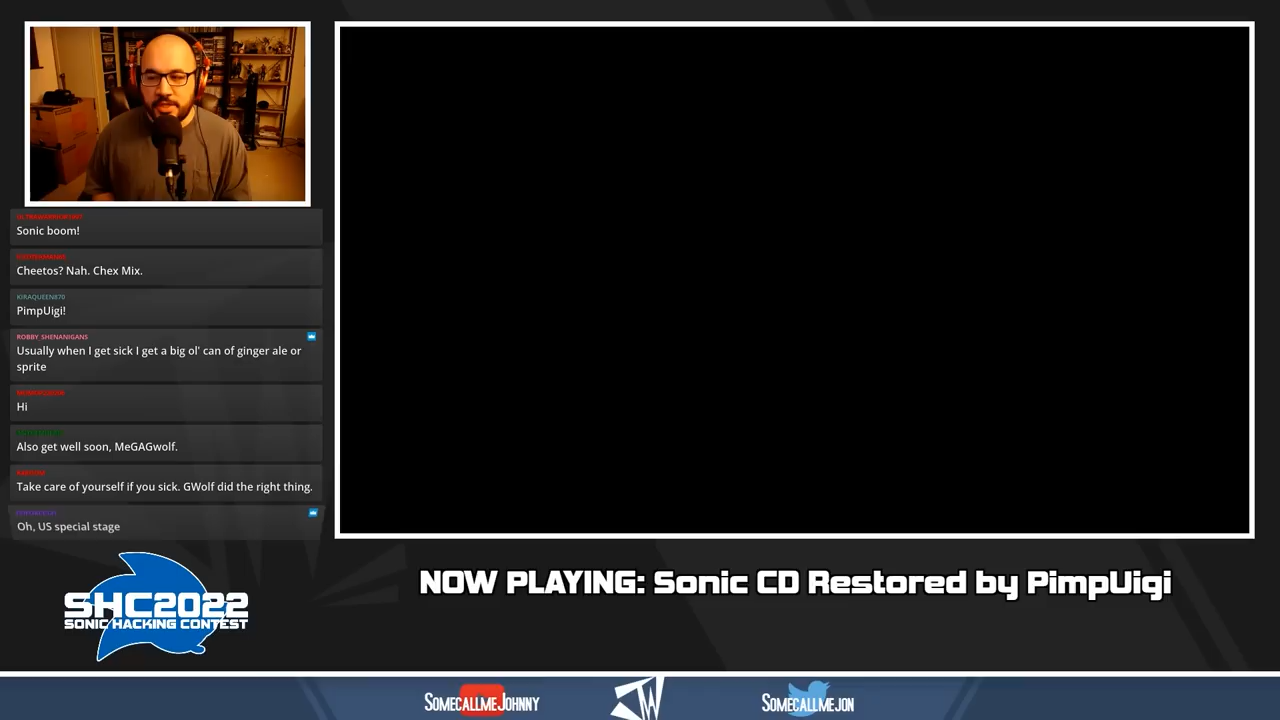 Sonic boom!
Cheetos? Nah. Chex Mix.
KIRAQUEEN870
PimpUigi!
ROBBY_SHENANIGANS
Usually when I get sick I get a big ol' can of ginger ale or
sprite
Hi
Also get well soon, MeGAGwolf.
Take care of yourself if you sick. GWolf did the right thing.
Oh, US special stage
SHC2022
SONIC HACKING CONTEST
NOW PLAYING: Sonic CD Restored by PimpUigi
SOMECALLMEJOHNNY
SOMECALLMEJON